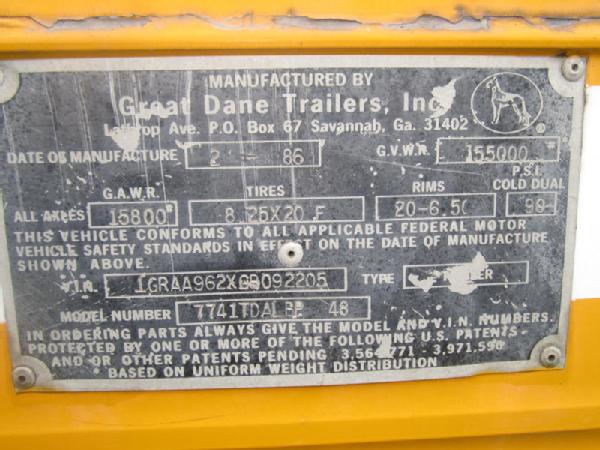 MANUFACTURED BY
Great Dane Trailers, Inc
Lathrop Ave. P.O. Box 67 Savannah, Ga. 31402
DATE OF MANUFACTURE 2 - 86 G.V.W.R. 155000
G.A.W.R. TIRES RIMS P.S.I. COLD DUAL
ALL AXLES 15800 8.25X20 F 20-6.50 90
THIS VEHICLE CONFORMS TO ALL APPLICABLE FEDERAL MOTOR
VEHICLE SAFETY STANDARDS IN EFFECT ON THE DATE OF MANUFACTURE
SHOWN ABOVE.
V.I.N. 1GRAA962XGB092205 TYPE
MODEL NUMBER 48
IN ORDERING PARTS ALWAYS GIVE THE MODEL AND V.I.N. NUMBERS.
PROTECTED BY ONE OR MORE OF THE FOLLOWING U.S. PATENTS -
AND OR OTHER PATENTS PENDING 3,564,771 - 3,971,590
BASED ON UNIFORM WEIGHT DISTRIBUTION